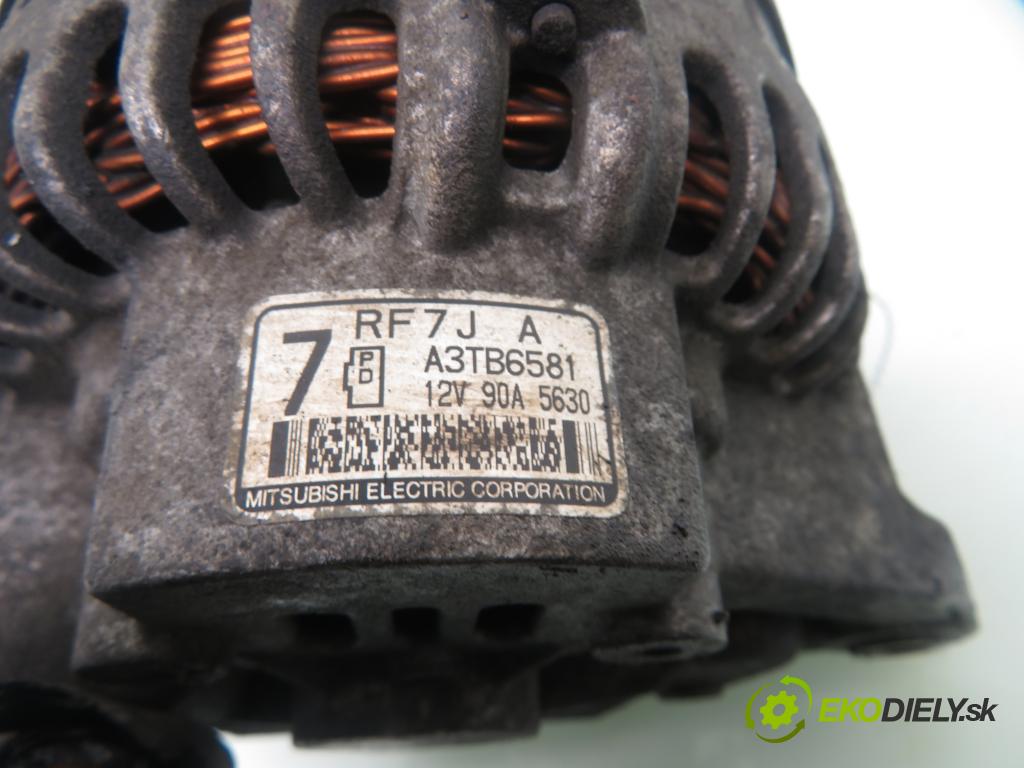 RF7J A
7
P
D
A3TB6581
12V 90A 5630
MITSUBISHI ELECTRIC CORPORATION
EKODIELY.sk